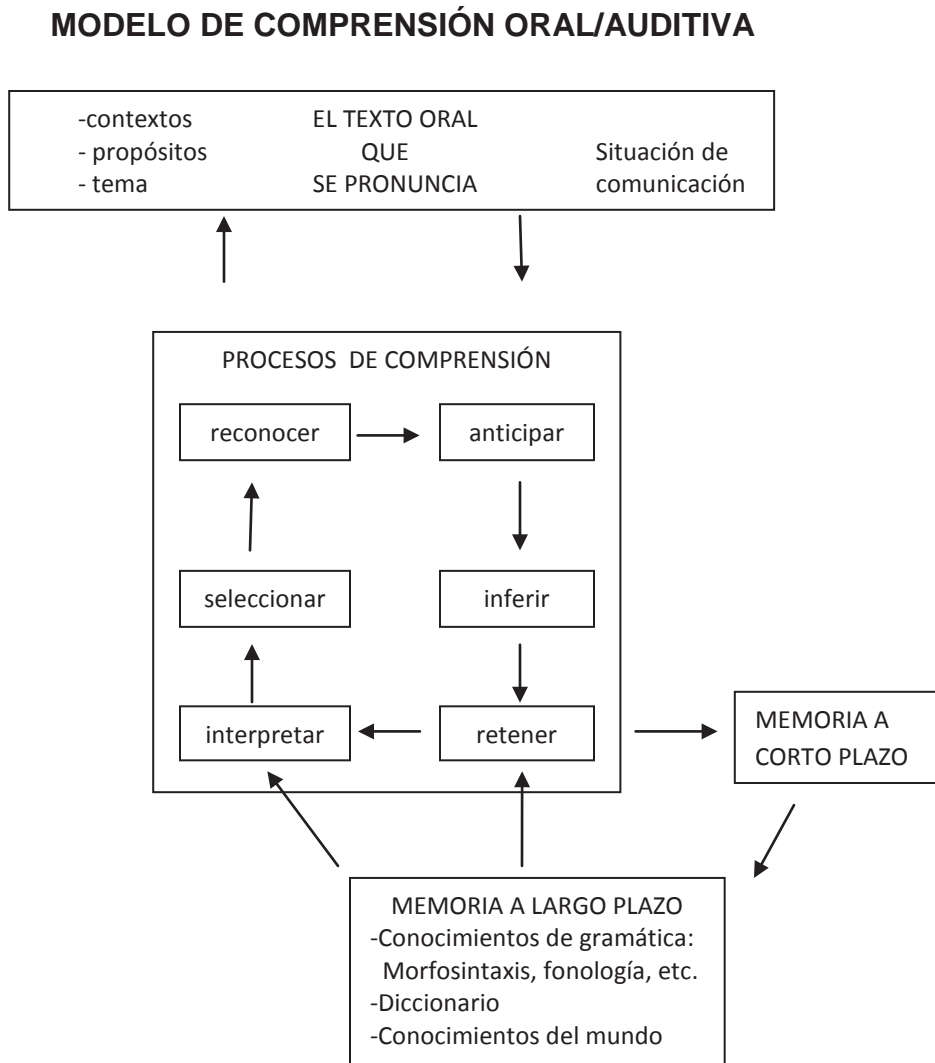 MODELO DE COMPRENSIÓN ORAL/AUDITIVA
-contextos
- propósitos
- tema
EL TEXTO ORAL
QUE
SE PRONUNCIA
Situación de
comunicación
PROCESOS DE COMPRENSIÓN
reconocer
anticipar
seleccionar
inferir
interpretar
retener
MEMORIA A
CORTO PLAZO
MEMORIA A LARGO PLAZO
-Conocimientos de gramática:
Morfosintaxis, fonología, etc.
-Diccionario
-Conocimientos del mundo